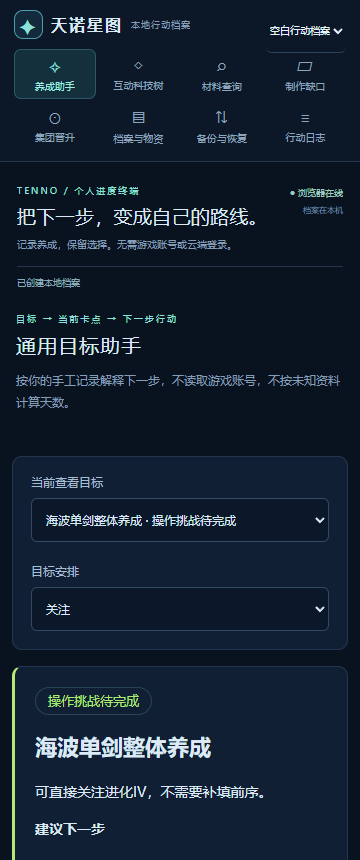 天诺星图 本地行动档案
空白行动档案
养成助手 互动科技树 材料查询 制作缺口
集团晋升 档案与物资 备份与恢复 行动日志
TENNO / 个人进度终端
浏览器在线
把下一步，变成自己的路线。
档案在本机
记录养成，保留选择。无需游戏账号或云端登录。
已创建本地档案
目标 → 当前卡点 → 下一步行动
通用目标助手
按你的手工记录解释下一步，不读取游戏账号，不按未知资料
计算天数。
当前查看目标
海波单剑整体养成 · 操作挑战待完成
目标安排
关注
操作挑战待完成
海波单剑整体养成
可直接关注进化IV，不需要补填前序。
建议下一步